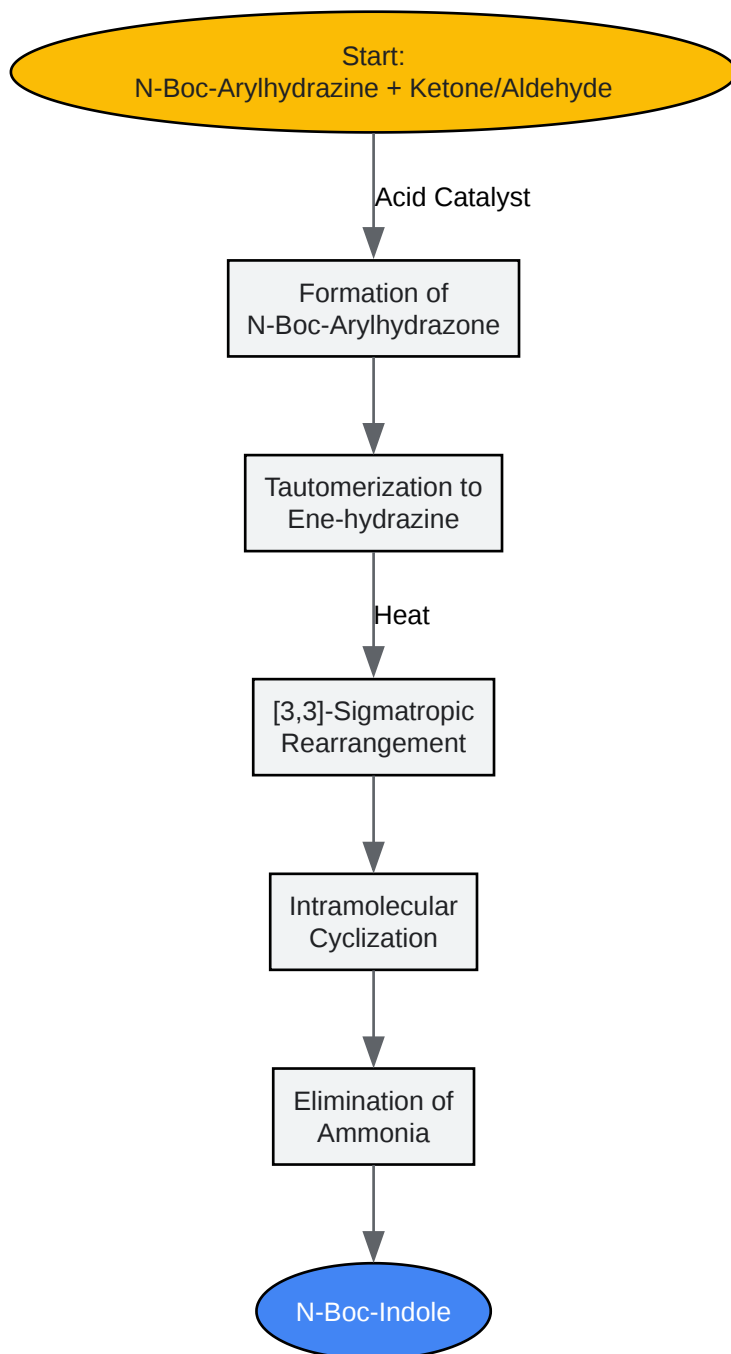 Start:
N-Boc-Arylhydrazine + Ketone/Aldehyde
Acid Catalyst
Formation of
N-Boc-Arylhydrazone
Tautomerization to
Ene-hydrazine
Heat
[3,3]-Sigmatropic
Rearrangement
Intramolecular
Cyclization
Elimination of
Ammonia
N-Boc-Indole